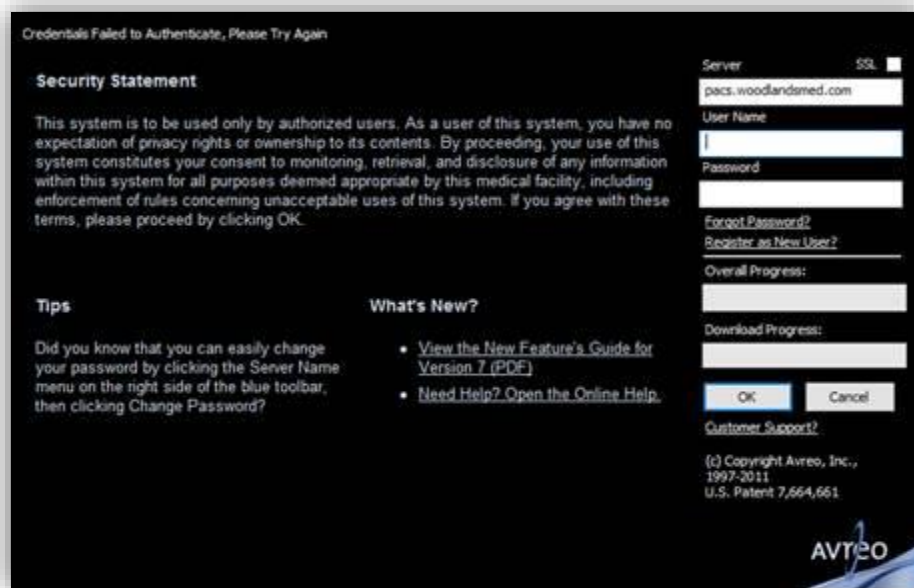 Credentials Failed to Authenticate, Please Try Again
Security Statement
This system is to be used only by authorized users. As a user of this system, you have no
expectation of privacy rights or ownership to its contents. By proceeding, your use of this
system constitutes your consent to monitoring, retrieval, and disclosure of any information
within this system for all purposes deemed appropriate by this medical facility, including
enforcement of rules concerning unacceptable uses of this system. If you agree with these
terms, please proceed by clicking OK.
Tips
Did you know that you can easily change
your password by clicking the Server Name
menu on the right side of the blue toolbar,
then clicking Change Password?
What's New?
• View the New Feature's Guide for
Version 7 (PDF)
• Need Help? Open the Online Help.
Server SSL
pacs.woodlandsmed.com
User Name
Password
Forgot Password?
Register as New User?
Overall Progress:
Download Progress:
OK Cancel
Customer Support?
(c) Copyright Avreo, Inc.,
1997-2011
U.S. Patent 7,664,661
Avreo